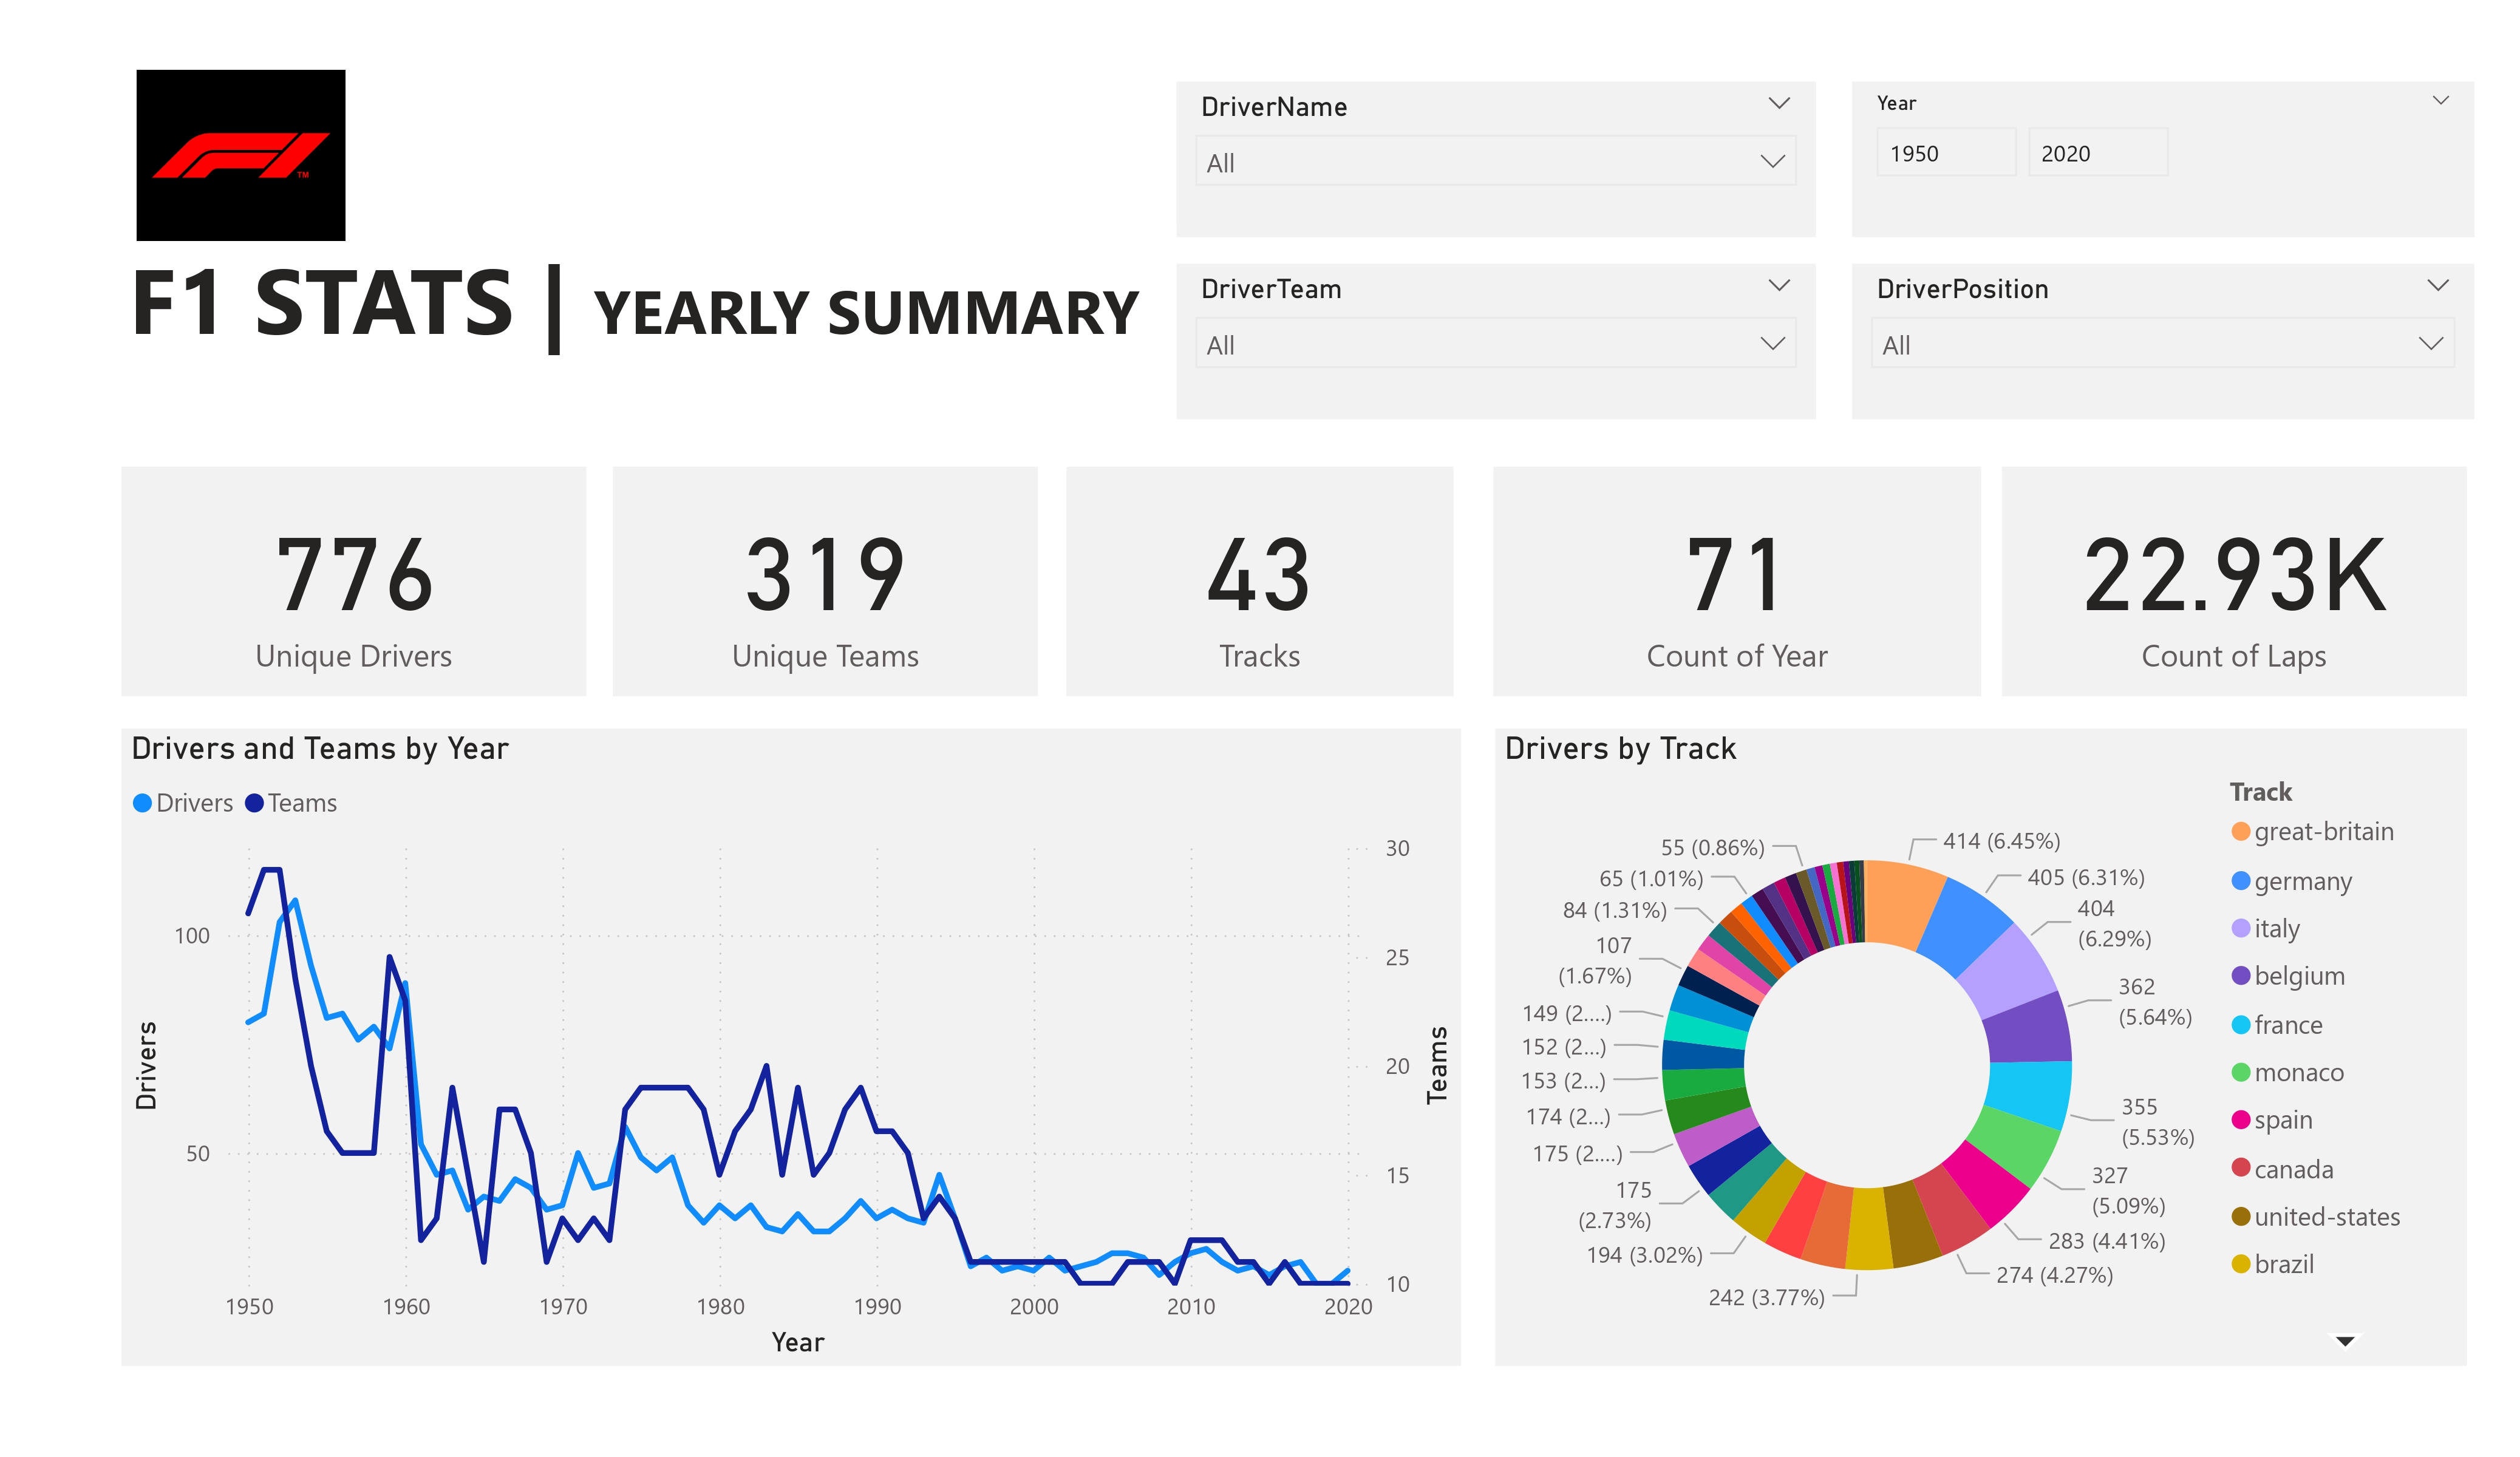 F1 STATS | YEARLY SUMMARY
TM
DriverName
All
Year
1950 2020
DriverTeam
All
DriverPosition
All
776
Unique Drivers
319
Unique Teams
43
Tracks
71
Count of Year
22.93K
Count of Laps
Drivers and Teams by Year
Drivers Teams
Drivers
100
50
30
25
20
15
10
Teams
1950 1960 1970 1980 1990 2000 2010 2020
Year
Drivers by Track
414 (6.45%)
405 (6.31%)
404
(6.29%)
362
(5.64%)
355
(5.53%)
327
(5.09%)
283 (4.41%)
274 (4.27%)
242 (3.77%)
194 (3.02%)
175
(2.73%)
175 (2....)
174 (2...)
153 (2...)
152 (2...)
149 (2....)
107
(1.67%)
84 (1.31%)
65 (1.01%)
55 (0.86%)
Track
great-britain
germany
italy
belgium
france
monaco
spain
canada
united-states
brazil